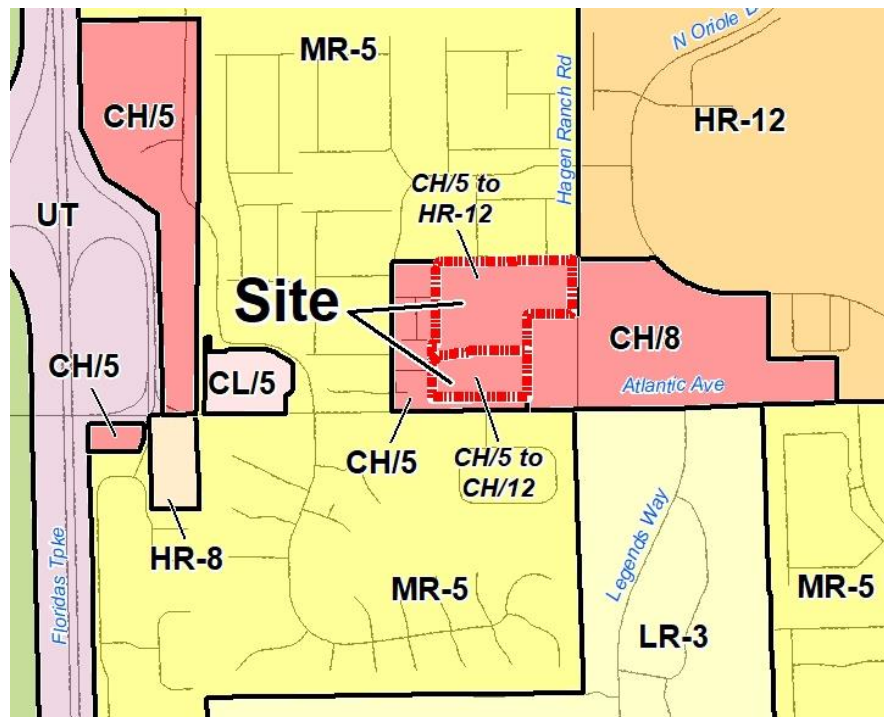 MR-5
N Oriole B
CH/5
Hagen Ranch Rd
HR-12
CH/5 to
HR-12
UT
Site
CH/8
CH/5
CL/5
Atlantic Ave
CH/5
CH/5 to
CH/12
HR-8
Floridas Tpke
MR-5
Legends Way
MR-5
LR-3